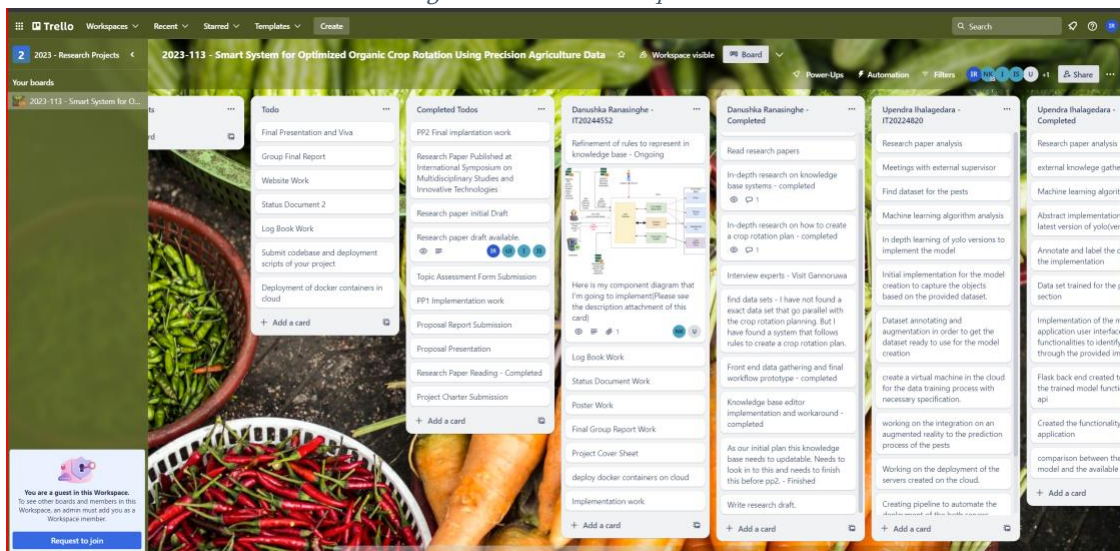 Trello
Workspaces
Recent
Starred
Templates
Create
Search
IR
2
2023 - Research Projects
2023-113 - Smart System for Optimized Organic Crop Rotation Using Precision Agriculture Data
Workspace visible
Board
Power-Ups
Automation
Filters
IR
NK
I
IS
U
+1
Share
Your boards
2023-113 - Smart System for O...
Todo
Final Presentation and Viva
Group Final Report
Website Work
Status Document 2
Log Book Work
Submit codebase and deployment
scripts of your project
Deployment of docker containers in
cloud
+ Add a card
Completed Todos
PP2 Final implantation work
Research Paper Published at
International Symposium on
Multidisciplinary Studies and
Innovative Technologies
Research paper initial Draft
Research paper draft available.
Topic Assessment Form Submission
PP1 Implementation work
Proposal Report Submission
Proposal Presentation
Research Paper Reading - Completed
Project Charter Submission
+ Add a card
Danushka Ranasinghe -
IT20244552
Refinement of rules to represent in
knowledge base - Ongoing
Here is my component diagram that
I'm going to implement(Please see
the description attachment of this
card)
1
NK
U
Log Book Work
Status Document Work
Poster Work
Final Group Report Work
Project Cover Sheet
deploy docker containers on cloud
Implementation work
+ Add a card
Danushka Ranasinghe -
Completed
Read research papers
In-depth research on knowledge
base systems - completed
1
In-depth research on how to create
a crop rotation plan - completed
1
Interview experts - Visit Gannoruwa
find data sets - I have not found a
exact data set that go parallel with
the crop rotation planning. But I
have found a system that follows
rules to create a crop rotation plan.
Front end data gathering and final
workflow prototype - completed
Knowledge base editor
implementation and workaround -
completed
As our initial plan this knowledge
base needs to updatable. Needs to
look in to this and needs to finish
this before pp2. - Finished
Write research draft.
+ Add a card
Upendra Ihalagedara -
IT20224820
Research paper analysis
Meetings with external supervisor
Find dataset for the pests
Machine learning algorithm analysis
In depth learning of yolo versions to
implement the model
Initial implementation for the model
creation to capture the objects
based on the provided dataset.
Dataset annotating and
augmentation in order to get the
dataset ready to use for the model
creation
create a virtual machine in the cloud
for the data training process with
necessary specification.
working on the integration on an
augmented reality to the prediction
process of the pests
Working on the deployment of the
servers created on the cloud.
Creating pipeline to automate the
+ Add a card
Upendra Ihalagedara -
Completed
Research paper analysis
external knowlege gathe
Machine learning algorit
Abstract implementation
latest version of yolo(ver
Annotate and label the
the implementation
Data set trained for the p
section
Implementation of the m
application user interface
functionalities to identify
through the provided im
Flask back end created to
the trained model functi
api
Created the functionality
application
comparison between the
model and the available
+ Add a card
You are a guest in this Workspace.
To see other boards and members in this
Workspace, an admin must add you as a
Workspace member.
Request to join